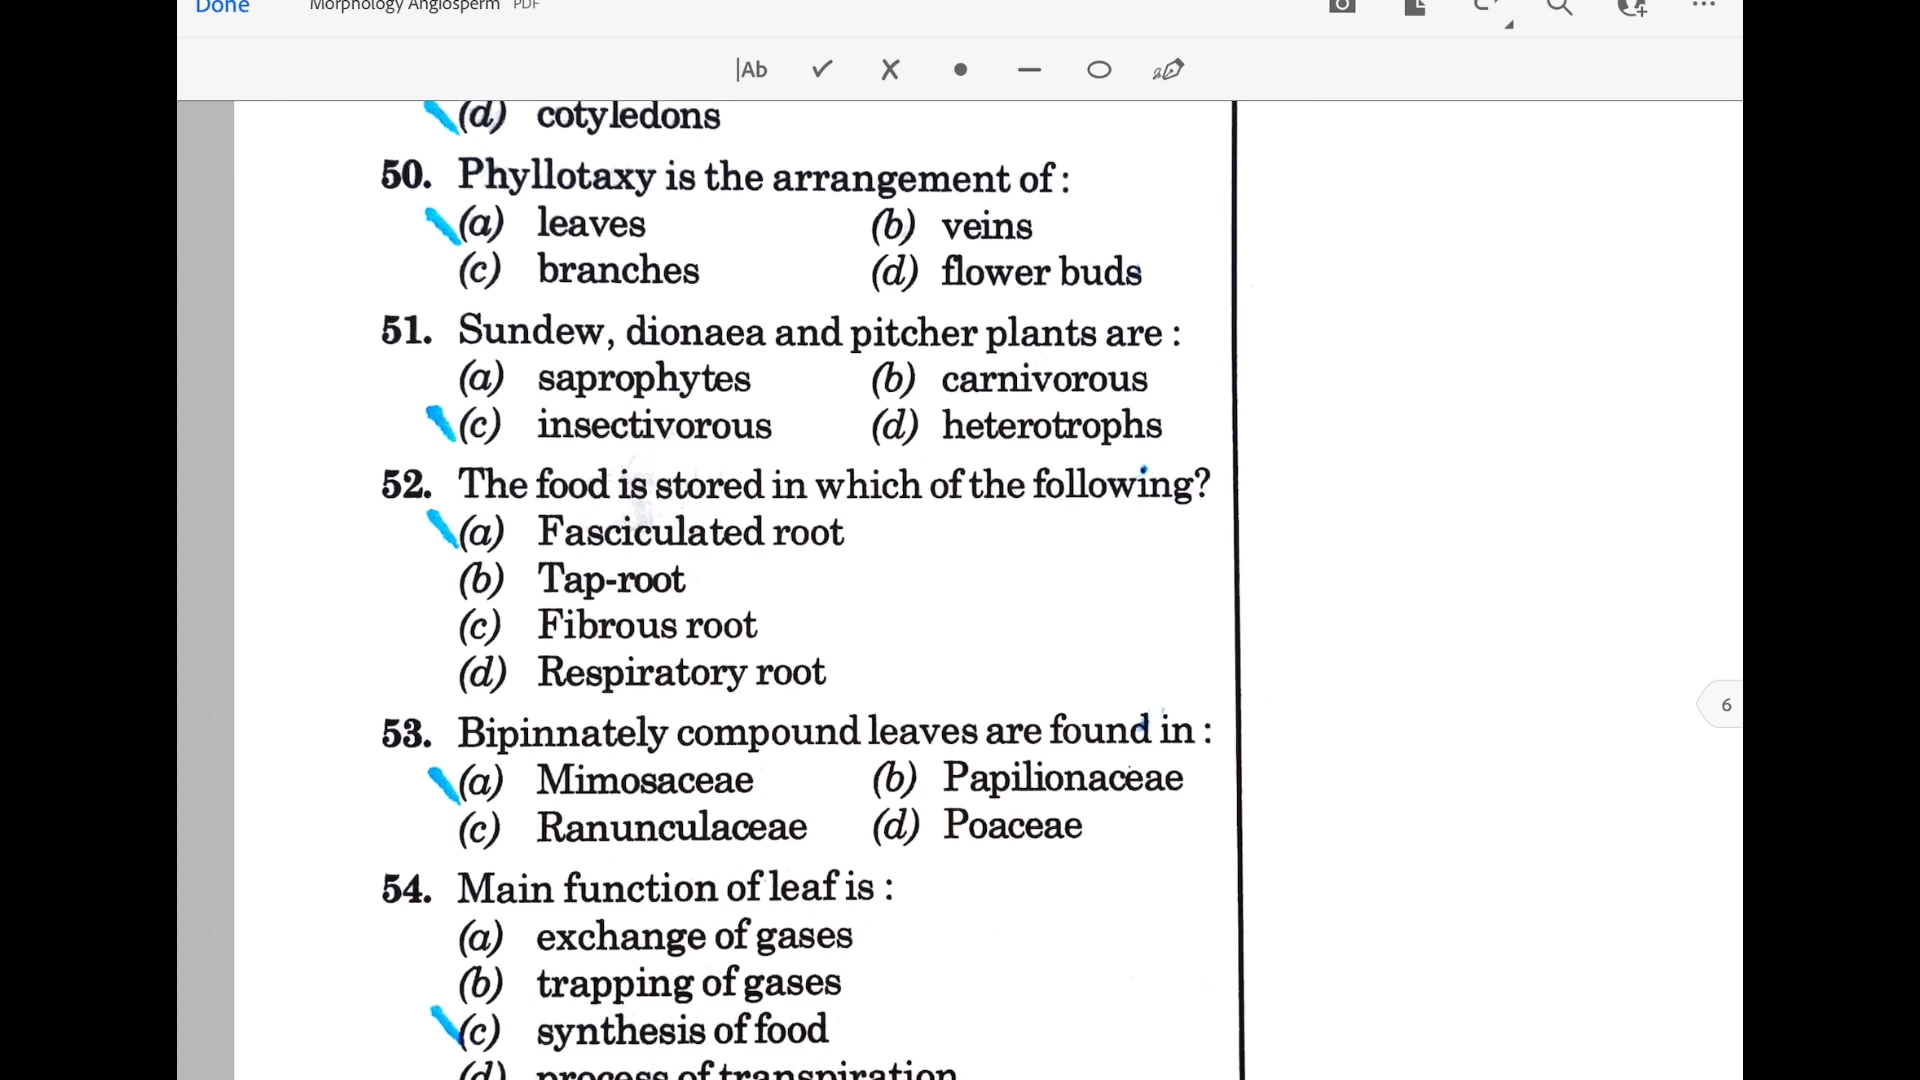 Done Morphology Angiosperm PDF
|Ab
(d) cotyledons
50. Phyllotaxy is the arrangement of :
(a) leaves (b) veins
(c) branches (d) flower buds
51. Sundew, dionaea and pitcher plants are :
(a) saprophytes (b) carnivorous
(c) insectivorous (d) heterotrophs
52. The food is stored in which of the following?
(a) Fasciculated root
(b) Tap-root
(c) Fibrous root
(d) Respiratory root
53. Bipinnately compound leaves are found in :
(a) Mimosaceae (b) Papilionaceae
(c) Ranunculaceae (d) Poaceae
6
54. Main function of leaf is :
(a) exchange of gases
(b) trapping of gases
(c) synthesis of food
(d) process of transpiration